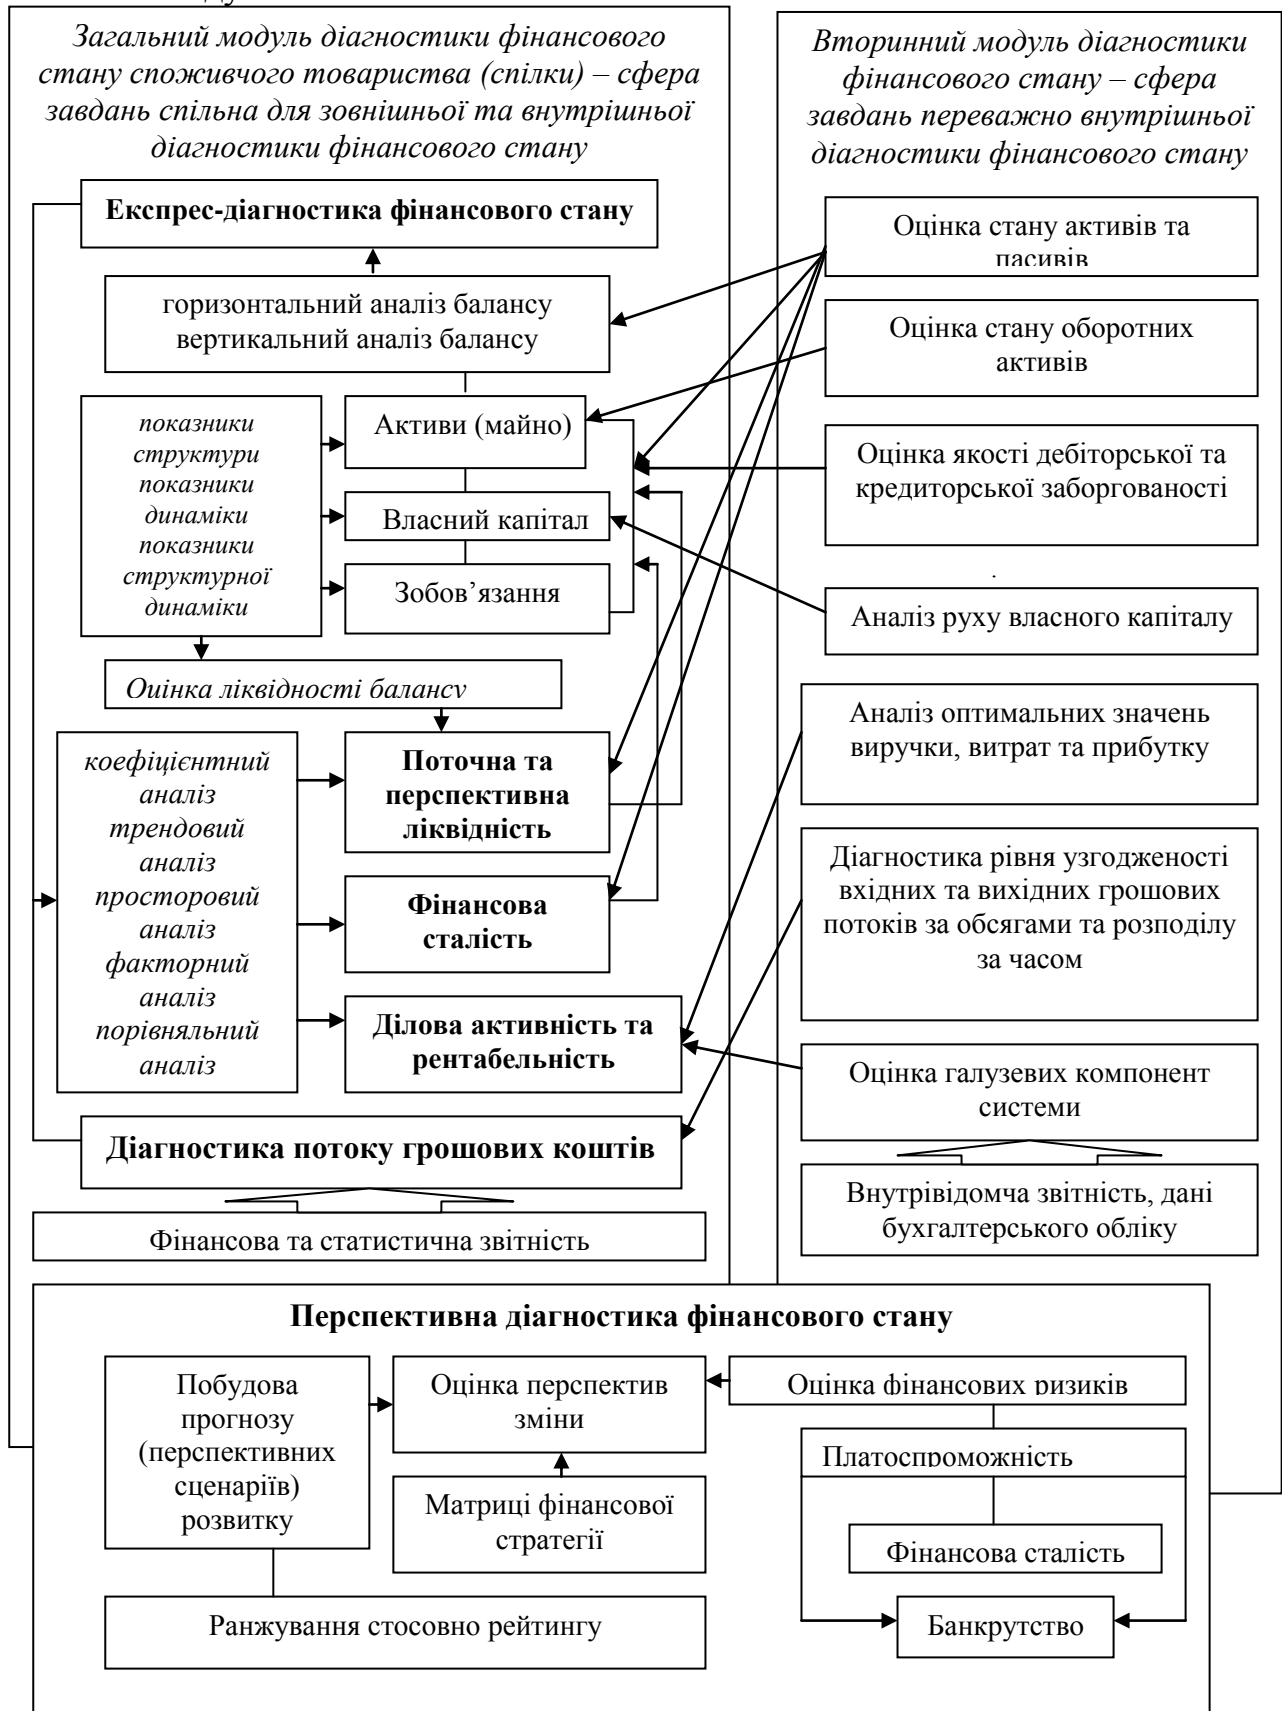 Загальний модуль діагностики фінансового
стану споживчого товариства (спілки) – сфера
завдань спільна для зовнішньої та внутрішньої
діагностики фінансового стану
Експрес-діагностика фінансового стану
горизонтальний аналіз балансу
вертикальний аналіз балансу
показники
структури
показники
динаміки
показники
структурної
динаміки
Активи (майно)
Власний капітал
Зобов’язання
Оцінка ліквідності балансу
коефіцієнтний
аналіз
трендовий
аналіз
просторовий
аналіз
факторний
аналіз
порівняльний
аналіз
Поточна та
перспективна
ліквідність
Фінансова
сталість
Ділова активність та
рентабельність
Діагностика потоку грошових коштів
Фінансова та статистична звітність
Вторинний модуль діагностики
фінансового стану – сфера
завдань переважно внутрішньої
діагностики фінансового стану
Оцінка стану активів та
пасивів
Оцінка стану оборотних
активів
Оцінка якості дебіторської та
кредиторської заборгованості
Аналіз руху власного капіталу
Аналіз оптимальних значень
виручки, витрат та прибутку
Діагностика рівня узгодженості
вхідних та вихідних грошових
потоків за обсягами та розподілу
за часом
Оцінка галузевих компонент
системи
Внутрівідомча звітність, дані
бухгалтерського обліку
Перспективна діагностика фінансового стану
Побудова
прогнозу
(перспективних
сценаріїв)
розвитку
Оцінка перспектив
зміни
Матриці фінансової
стратегії
Ранжування стосовно рейтингу
Оцінка фінансових ризиків
Платоспроможність
Фінансова сталість
Банкрутство